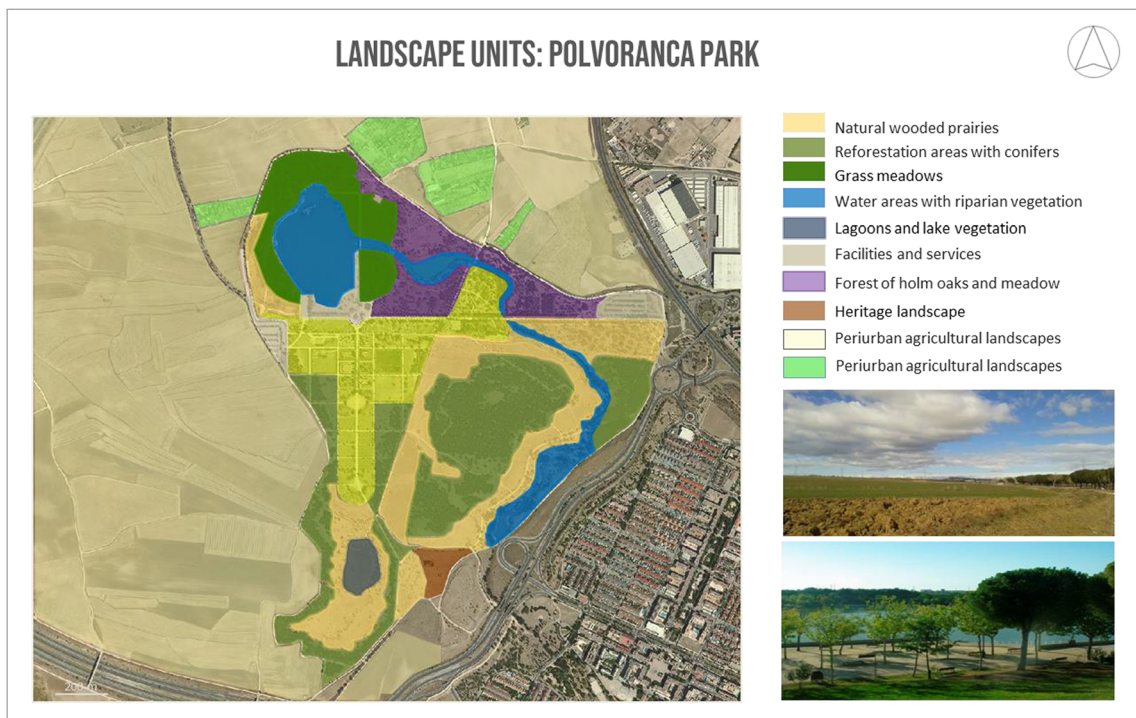 LANDSCAPE UNITS: POLVORANCA PARK
Natural wooded prairies
Reforestation areas with conifers
Grass meadows
Water areas with riparian vegetation
Lagoons and lake vegetation
Facilities and services
Forest of holm oaks and meadow
Heritage landscape
Periurban agricultural landscapes
Periurban agricultural landscapes
200 m